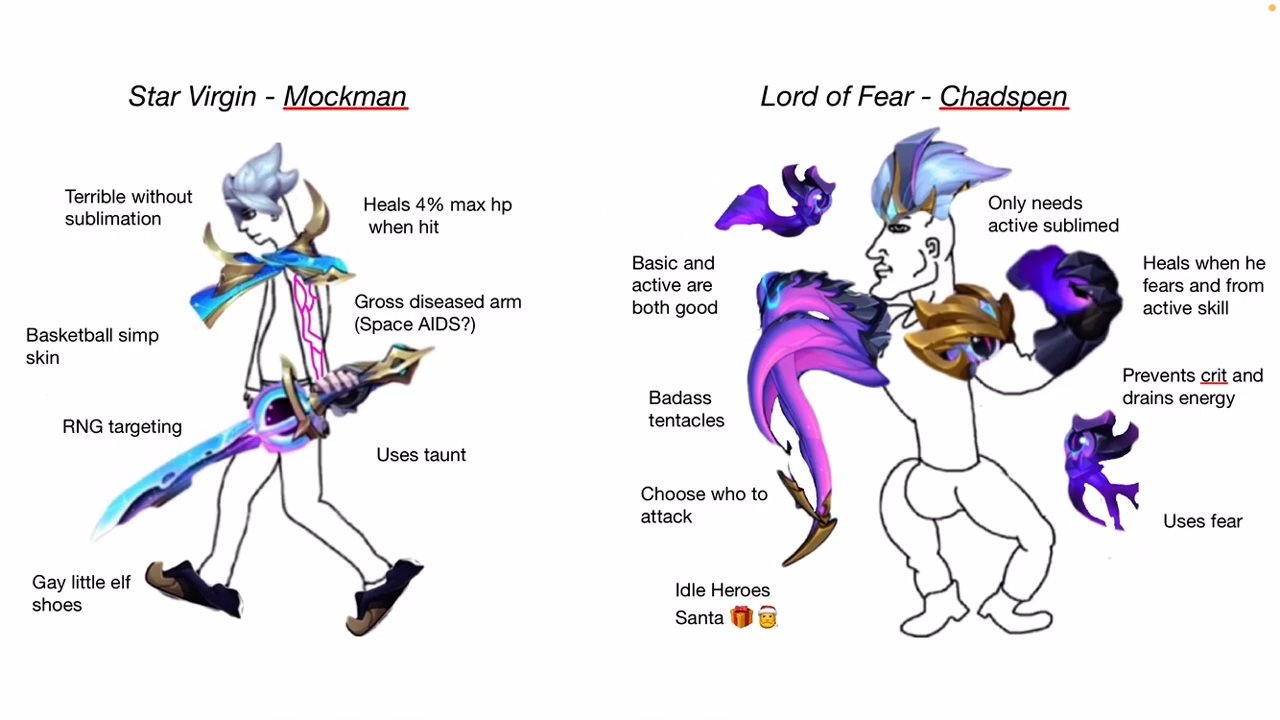 Star Virgin - Mockman
Terrible without
sublimation
Heals 4% max hp
when hit
Gross diseased arm
(Space AIDS?)
Basketball simp
skin
RNG targeting
Uses taunt
Gay little elf
shoes
Lord of Fear - Chadspen
Only needs
active sublimed
Basic and
active are
both good
Heals when he
fears and from
active skill
Prevents crit and
drains energy
Badass
tentacles
Choose who to
attack
Uses fear
Idle Heroes
Santa 🎁🎅